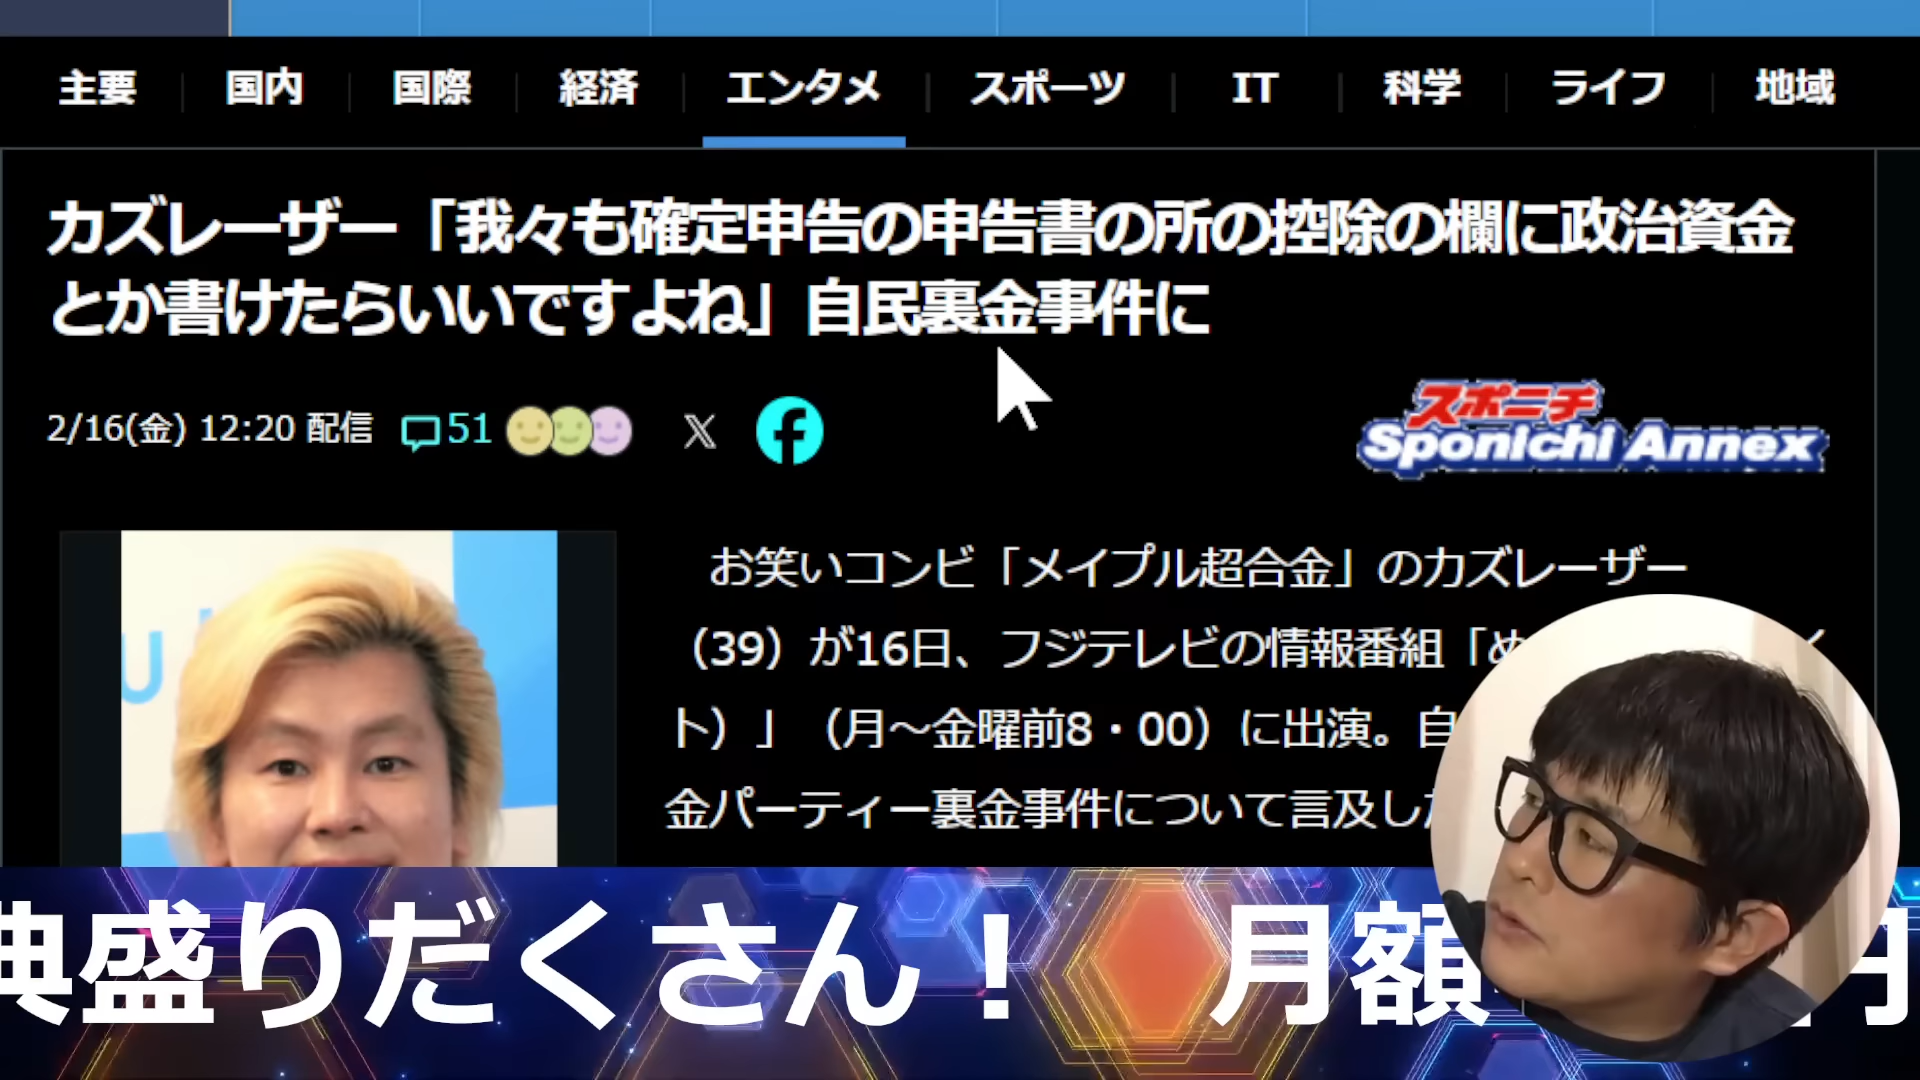 主要 国内 国際 経済 エンタメ スポーツ IT 科学 ライフ 地域
カズレーザー「我々も確定申告の申告書の所の控除の欄に政治資金
とか書けたらいいですよね」自民裏金事件に
2/16(金) 12:20 配信 51
スポニチ
Sponichi Annex
お笑いコンビ「メイプル超合金」のカズレーザー
（39）が16日、フジテレビの情報番組「め
ト）」（月〜金曜前8・00）に出演。自
金パーティー裏金事件について言及し
典盛りだくさん！ 月額 円